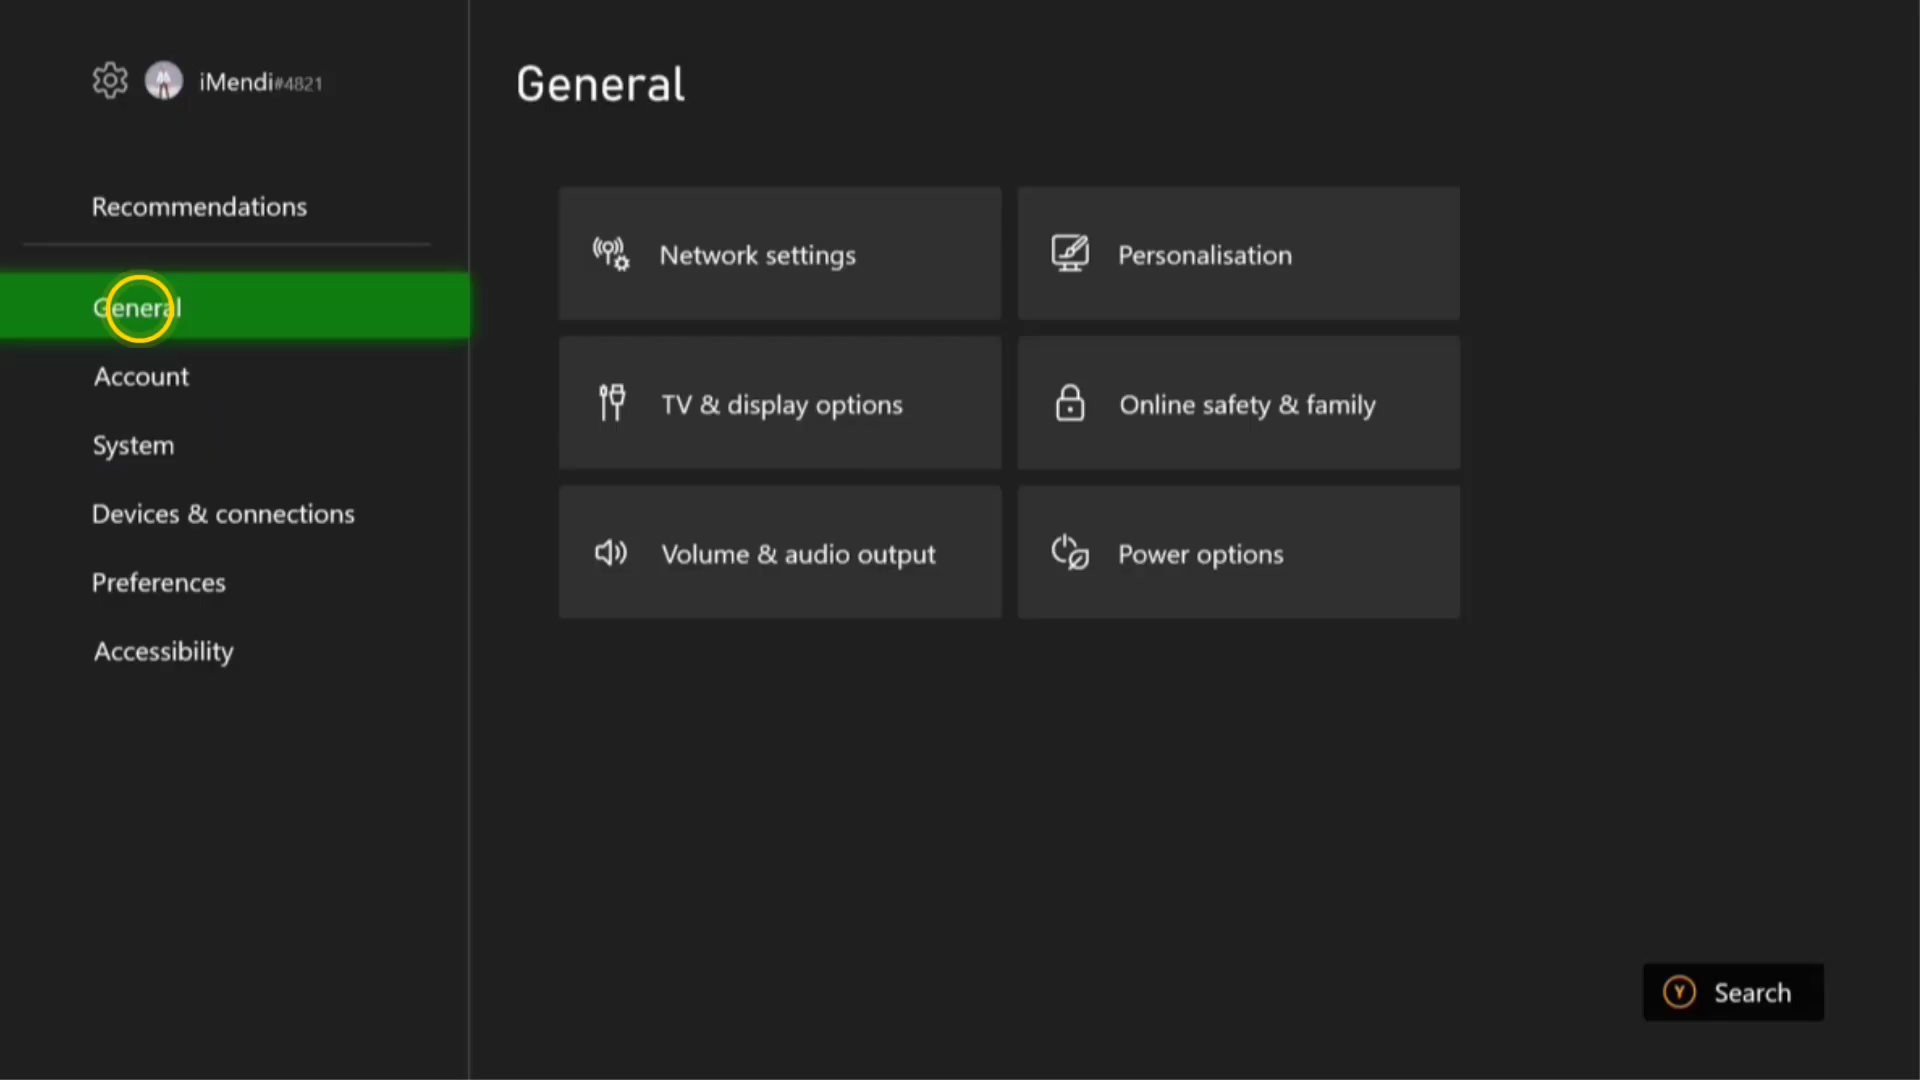 iMendi#4821
Recommendations
General
Account
System
Devices & connections
Preferences
Accessibility
General
Network settings
Personalisation
TV & display options
Online safety & family
Volume & audio output
Power options
Y Search